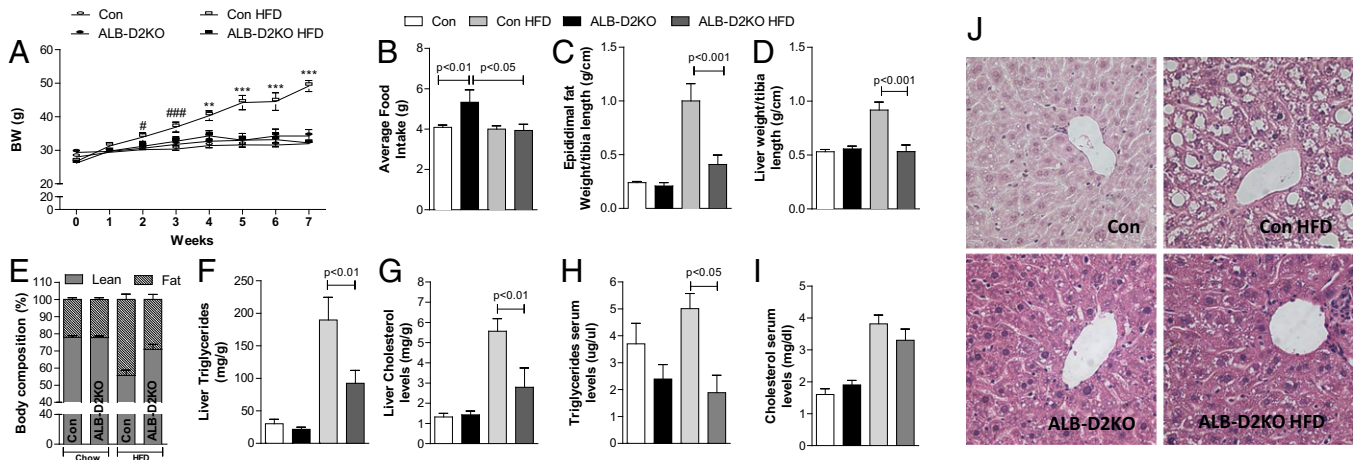 Con
Con HFD
ALB-D2KO
ALB-D2KO HFD
Con
Con HFD
ALB-D2KO
ALB-D2KO HFD
A
BW (g)
60
50
40
30
20
20
0
#
###
**
***
***
***
0 1 2 3 4 5 6 7
Weeks
B
Average Food
Intake (g)
8
6
4
2
0
p<0.01
p<0.05
C
Epididimal fat
Weight/tibia length (g/cm)
1.5
1.0
0.5
0.0
p<0.001
D
Liver weight/tibia
length (g/cm)
1.5
1.0
0.5
0.0
p<0.001
E
Lean
Fat
Body composition (%)
100
90
80
70
60
50
40
40
0
Con
ALB-D2KO
Con
ALB-D2KO
Chow
HFD
F
Liver Triglycerides
(mg/g)
250
200
150
100
50
0
p<0.01
G
Liver Cholesterol
levels (mg/g)
8
7
6
5
4
3
2
1
0
p<0.01
H
Triglycerides serum
levels (ug/ul)
6
5
4
3
2
1
0
p<0.05
I
Cholesterol serum
levels (mg/dl)
5
4
3
2
1
0
J
Con
Con HFD
ALB-D2KO
ALB-D2KO HFD